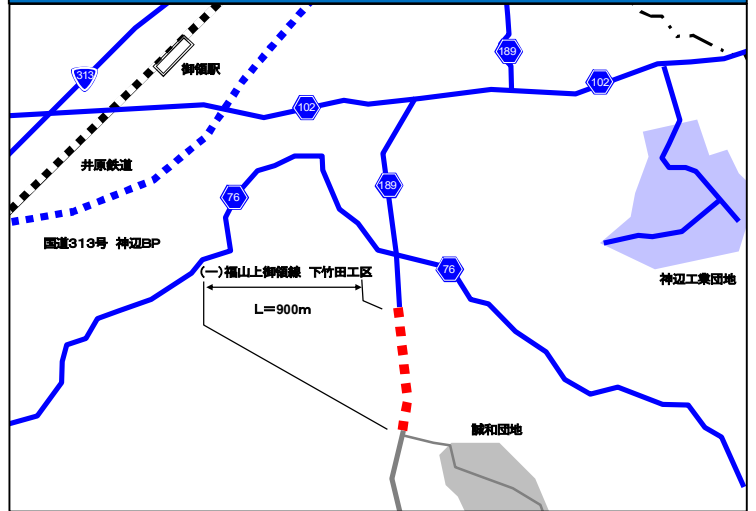 189
313
御領駅
102
102
井原鉄道
189
76
国道313号 神辺BP
(一)福山上御領線 下竹田工区
76
神辺工業団地
L=900m
誠和団地